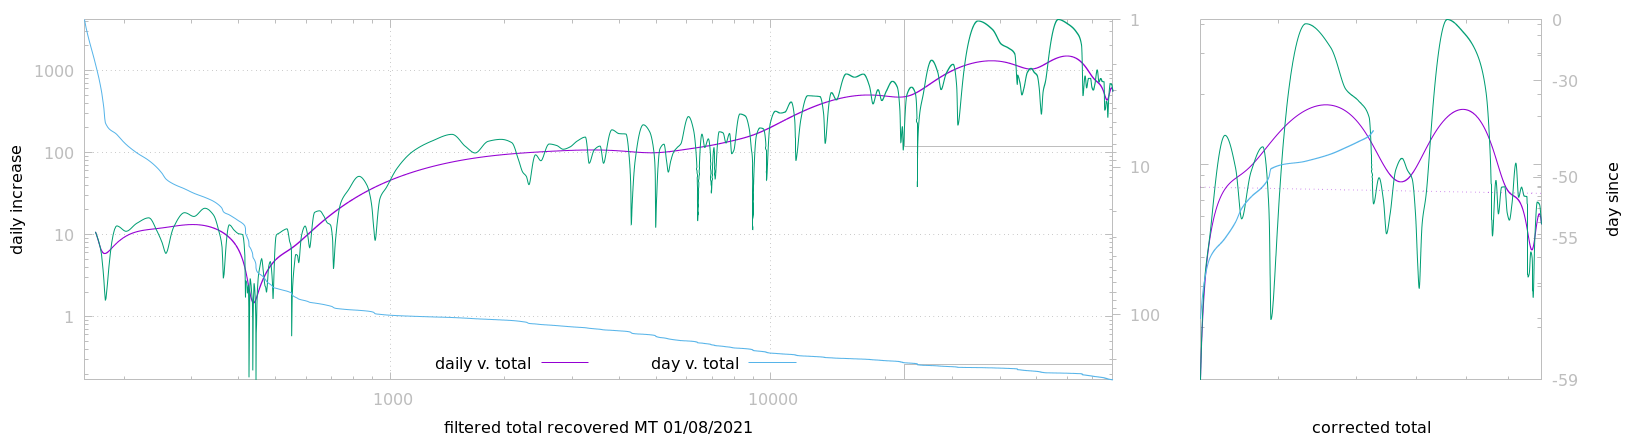 daily increase
1000
100
10
1
1
10
100
1000
10000
daily v. total
day v. total
filtered total recovered MT 01/08/2021
0
-30
-50
-55
-59
day since
corrected total